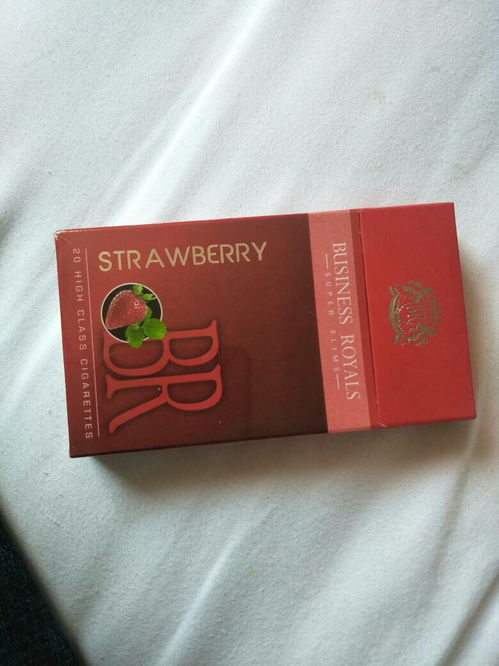 STRAWBERRY
BUSINESS ROYALS
SUPER SLIMS
BR
20 HIGH CLASS CIGARETTES